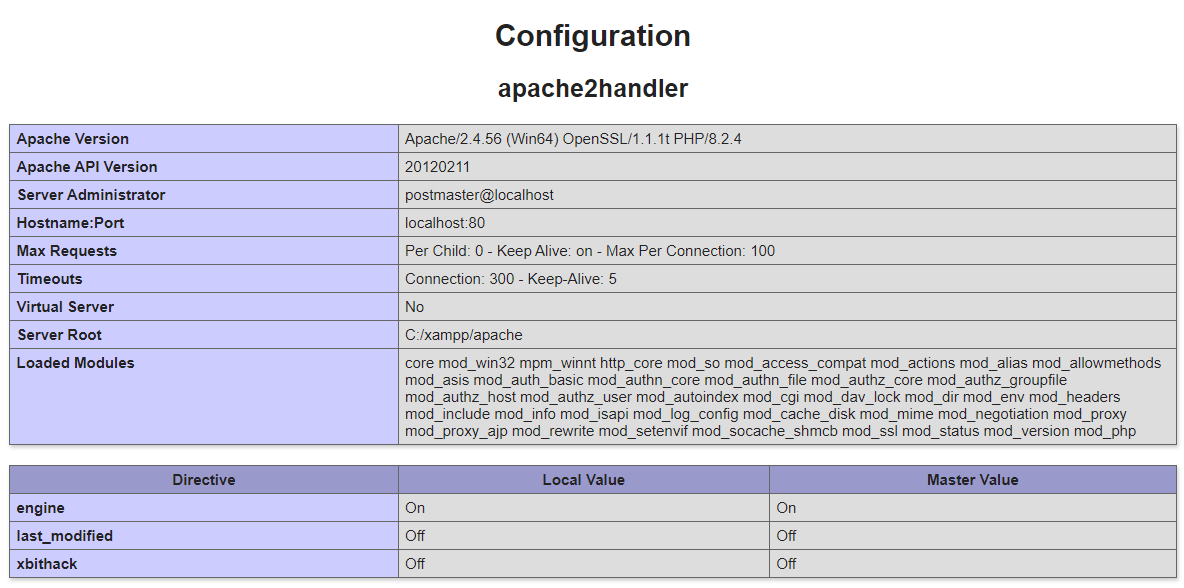 Configuration
apache2handler
Apache Version Apache/2.4.56 (Win64) OpenSSL/1.1.1t PHP/8.2.4
Apache API Version 20120211
Server Administrator postmaster@localhost
Hostname:Port localhost:80
Max Requests Per Child: 0 - Keep Alive: on - Max Per Connection: 100
Timeouts Connection: 300 - Keep-Alive: 5
Virtual Server No
Server Root C:/xampp/apache
Loaded Modules core mod_win32 mpm_winnt http_core mod_so mod_access_compat mod_actions mod_alias mod_allowmethods
mod_asis mod_auth_basic mod_authn_core mod_authn_file mod_authz_core mod_authz_groupfile
mod_authz_host mod_authz_user mod_autoindex mod_cgi mod_dav_lock mod_dir mod_env mod_headers
mod_include mod_info mod_isapi mod_log_config mod_cache_disk mod_mime mod_negotiation mod_proxy
mod_proxy_ajp mod_rewrite mod_setenvif mod_socache_shmcb mod_ssl mod_status mod_version mod_php
Directive Local Value Master Value
engine On On
last_modified Off Off
xbithack Off Off